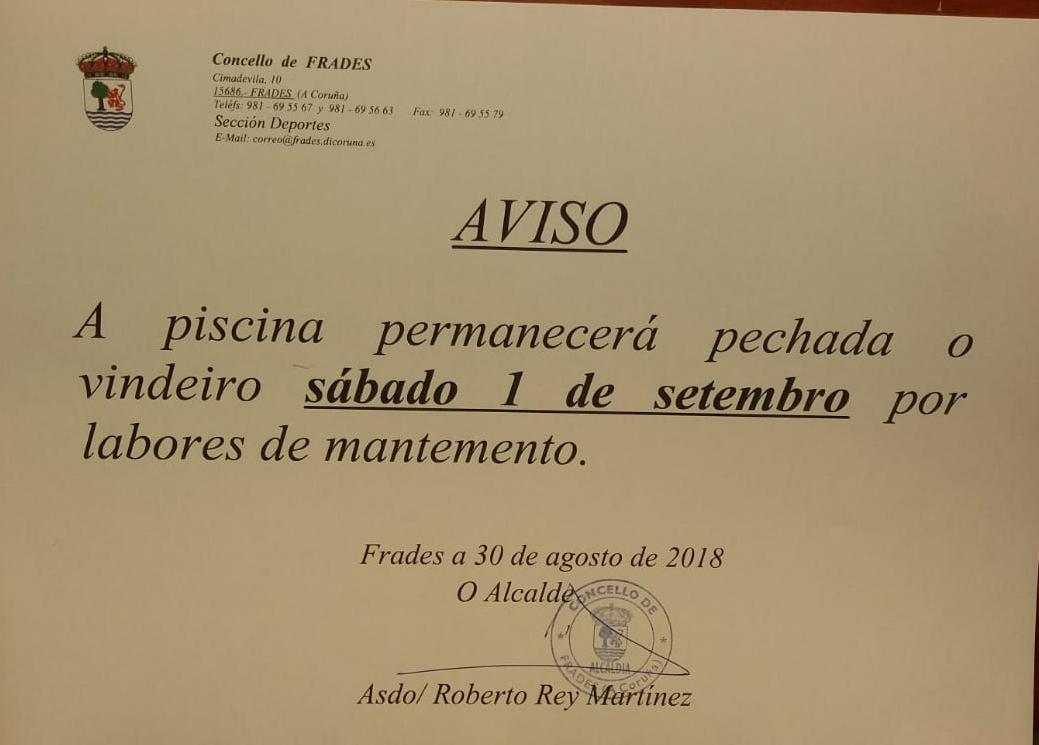 Concello de FRADES
Cimadevila, 10
15686.- FRADES (A Coruña)
Teléfs: 981 - 69 55 67 y 981 - 69 56 63 Fax: 981 - 69 55 79
Sección Deportes
E-Mail: correo@frades.dicoruna.es
AVISO
A piscina permanecerá pechada o
vindeiro sábado 1 de setembro por
labores de mantemento.
Frades a 30 de agosto de 2018
O Alcalde
CONCELLO DE
ALCALDIA
FRADES (A Coruña)
Asdo/ Roberto Rey Martínez